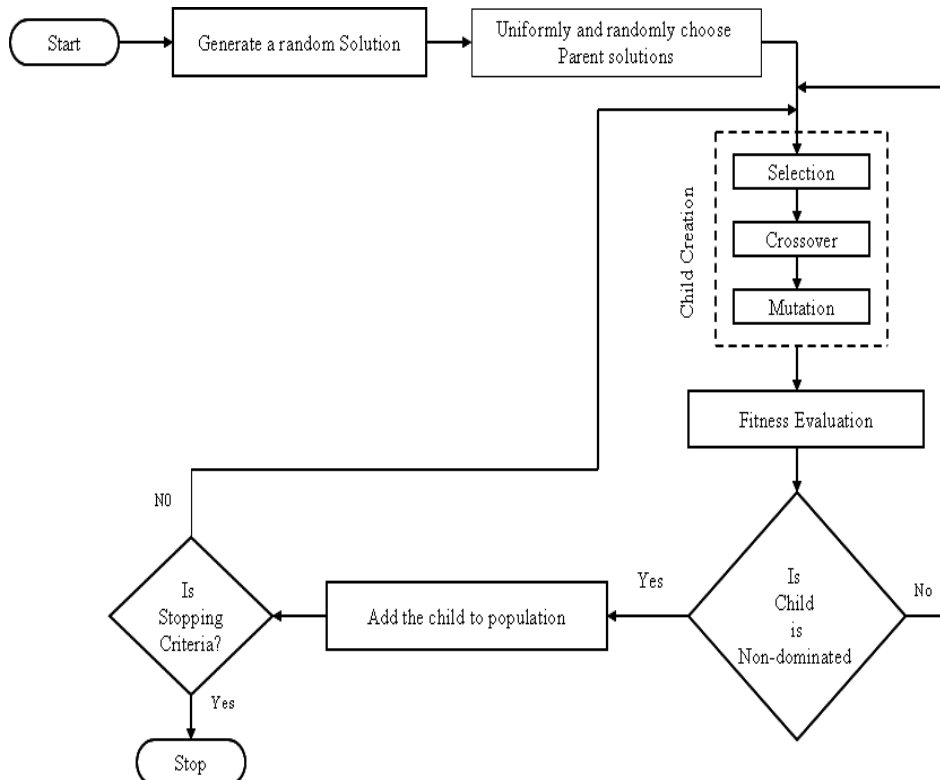 Start
Generate a random Solution
Uniformly and randomly choose
Parent solutions
Child Creation
Selection
Crossover
Mutation
Fitness Evaluation
Is
Child
is
Non-dominated
No
Yes
Add the child to population
Is
Stopping
Criteria?
N0
Yes
Stop